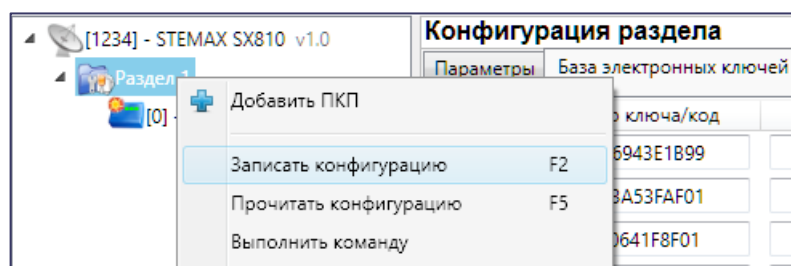 [1234] - STEMAX SX810 v1.0
Конфигурация раздела
Раздел 1
Параметры
База электронных ключей
[0] -
Добавить ПКП
ключа/код
Записать конфигурацию F2
6943E1B99
Прочитать конфигурацию F5
3A53FAF01
Выполнить команду
0641F8F01